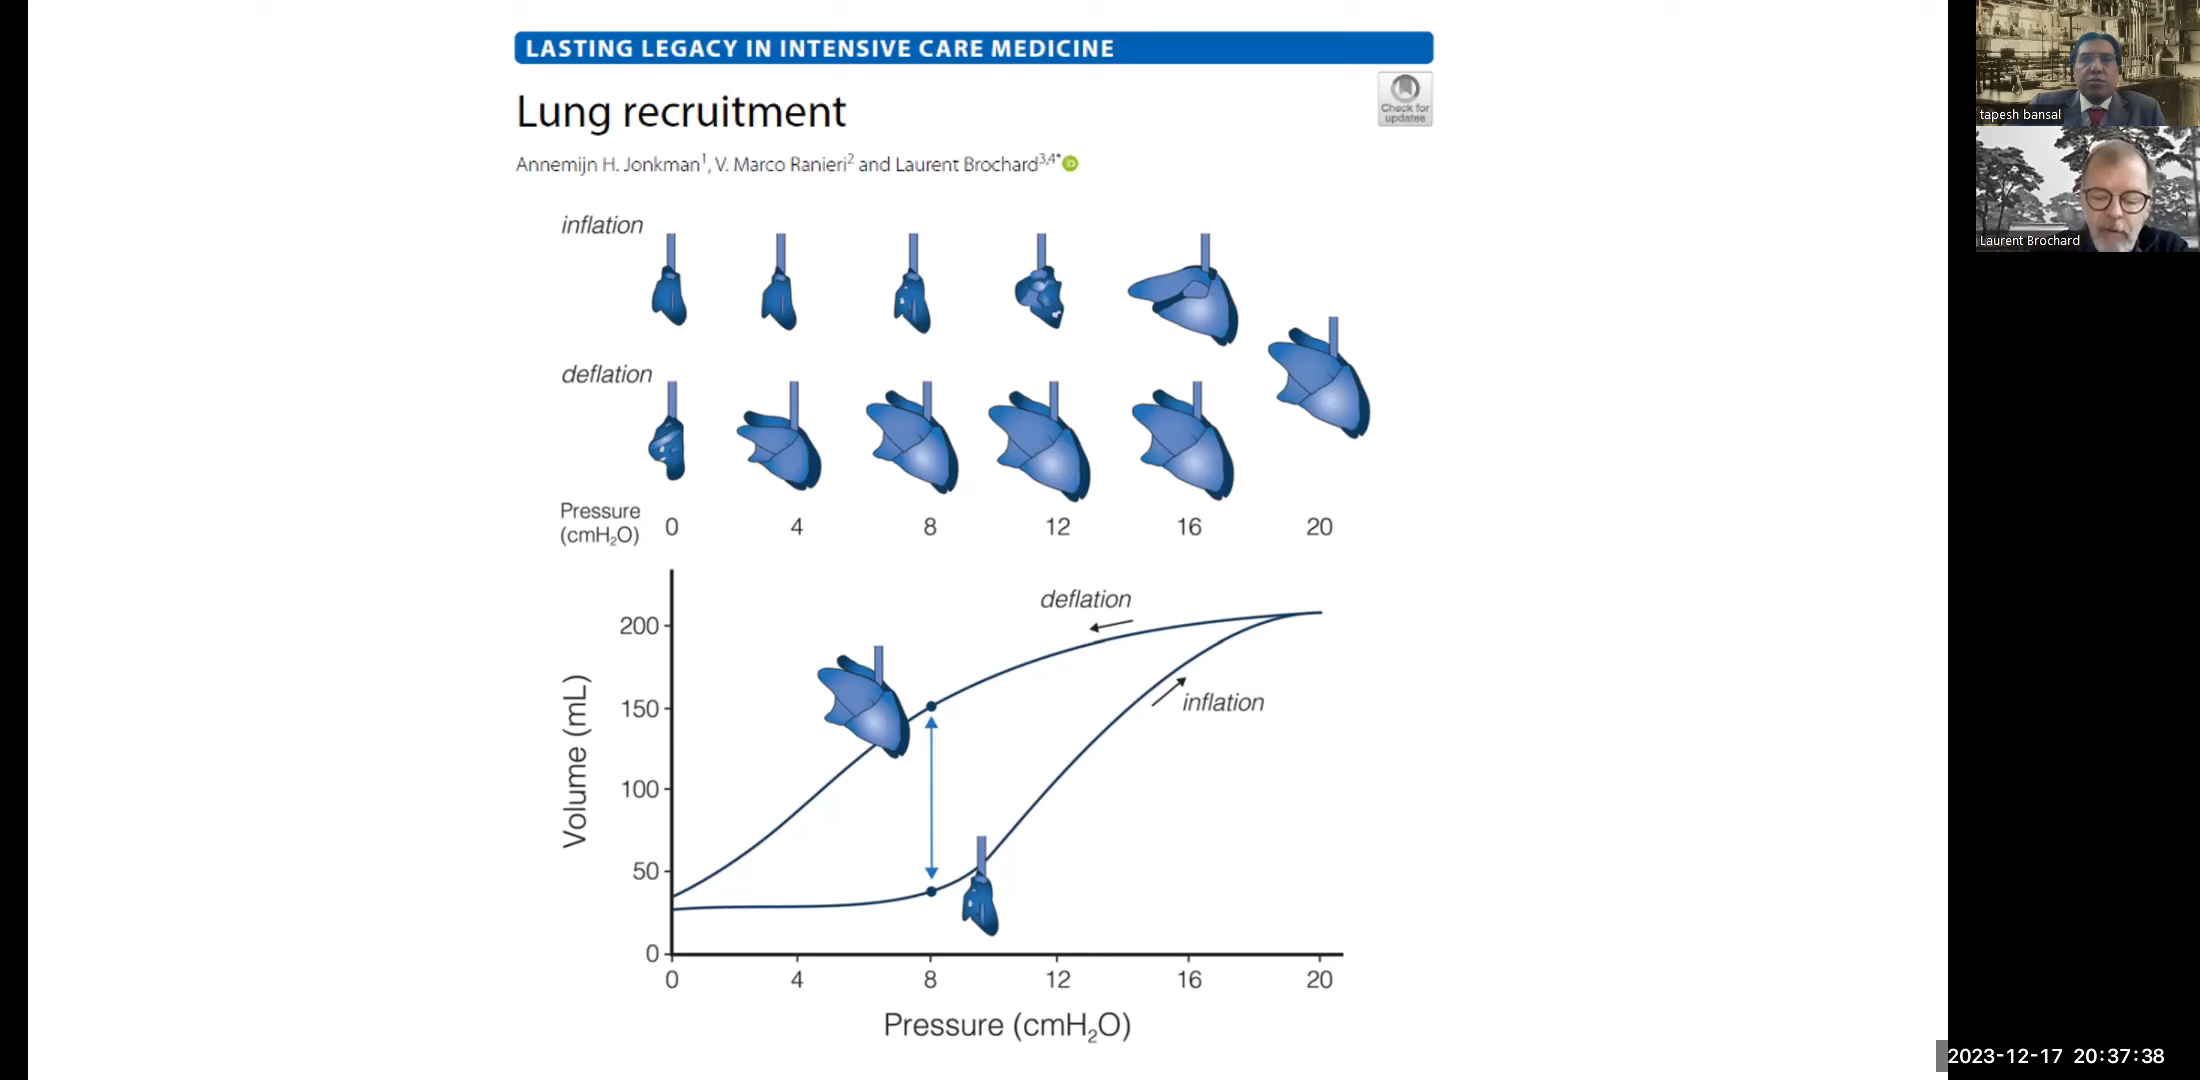 LASTING LEGACY IN INTENSIVE CARE MEDICINE
Lung recruitment
Check for
updates
Annemijn H. Jonkman1, V. Marco Ranieri2 and Laurent Brochard3,4* iD
inflation
deflation
Pressure
(cmH2O) 0 4 8 12 16 20
deflation
inflation
Volume (mL)
200
150
100
50
0
0 4 8 12 16 20
Pressure (cmH2O)
tapesh bansal
Laurent Brochard
2023-12-17 20:37:38